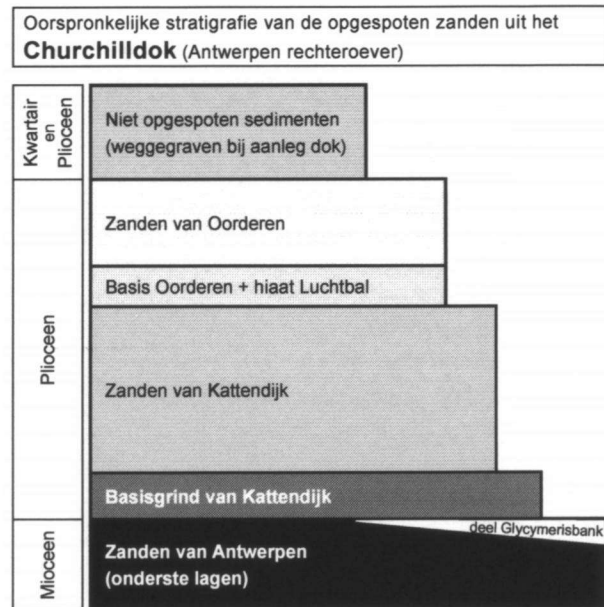 Oorspronkelijke stratigrafie van de opgespoten zanden uit het
Churchilldok (Antwerpen rechteroever)
Kwartair
en
Plioceen
Niet opgespoten sedimenten
(weggegraven bij aanleg dok)
Plioceen
Zanden van Oorderen
Basis Oorderen + hiaat Luchtbal
Zanden van Kattendijk
Basisgrind van Kattendijk
Mioceen
deel Glycymerisbank
Zanden van Antwerpen
(onderste lagen)